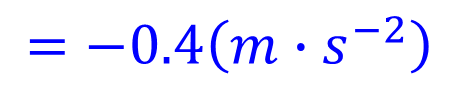 = −0.4(m · s⁻²)